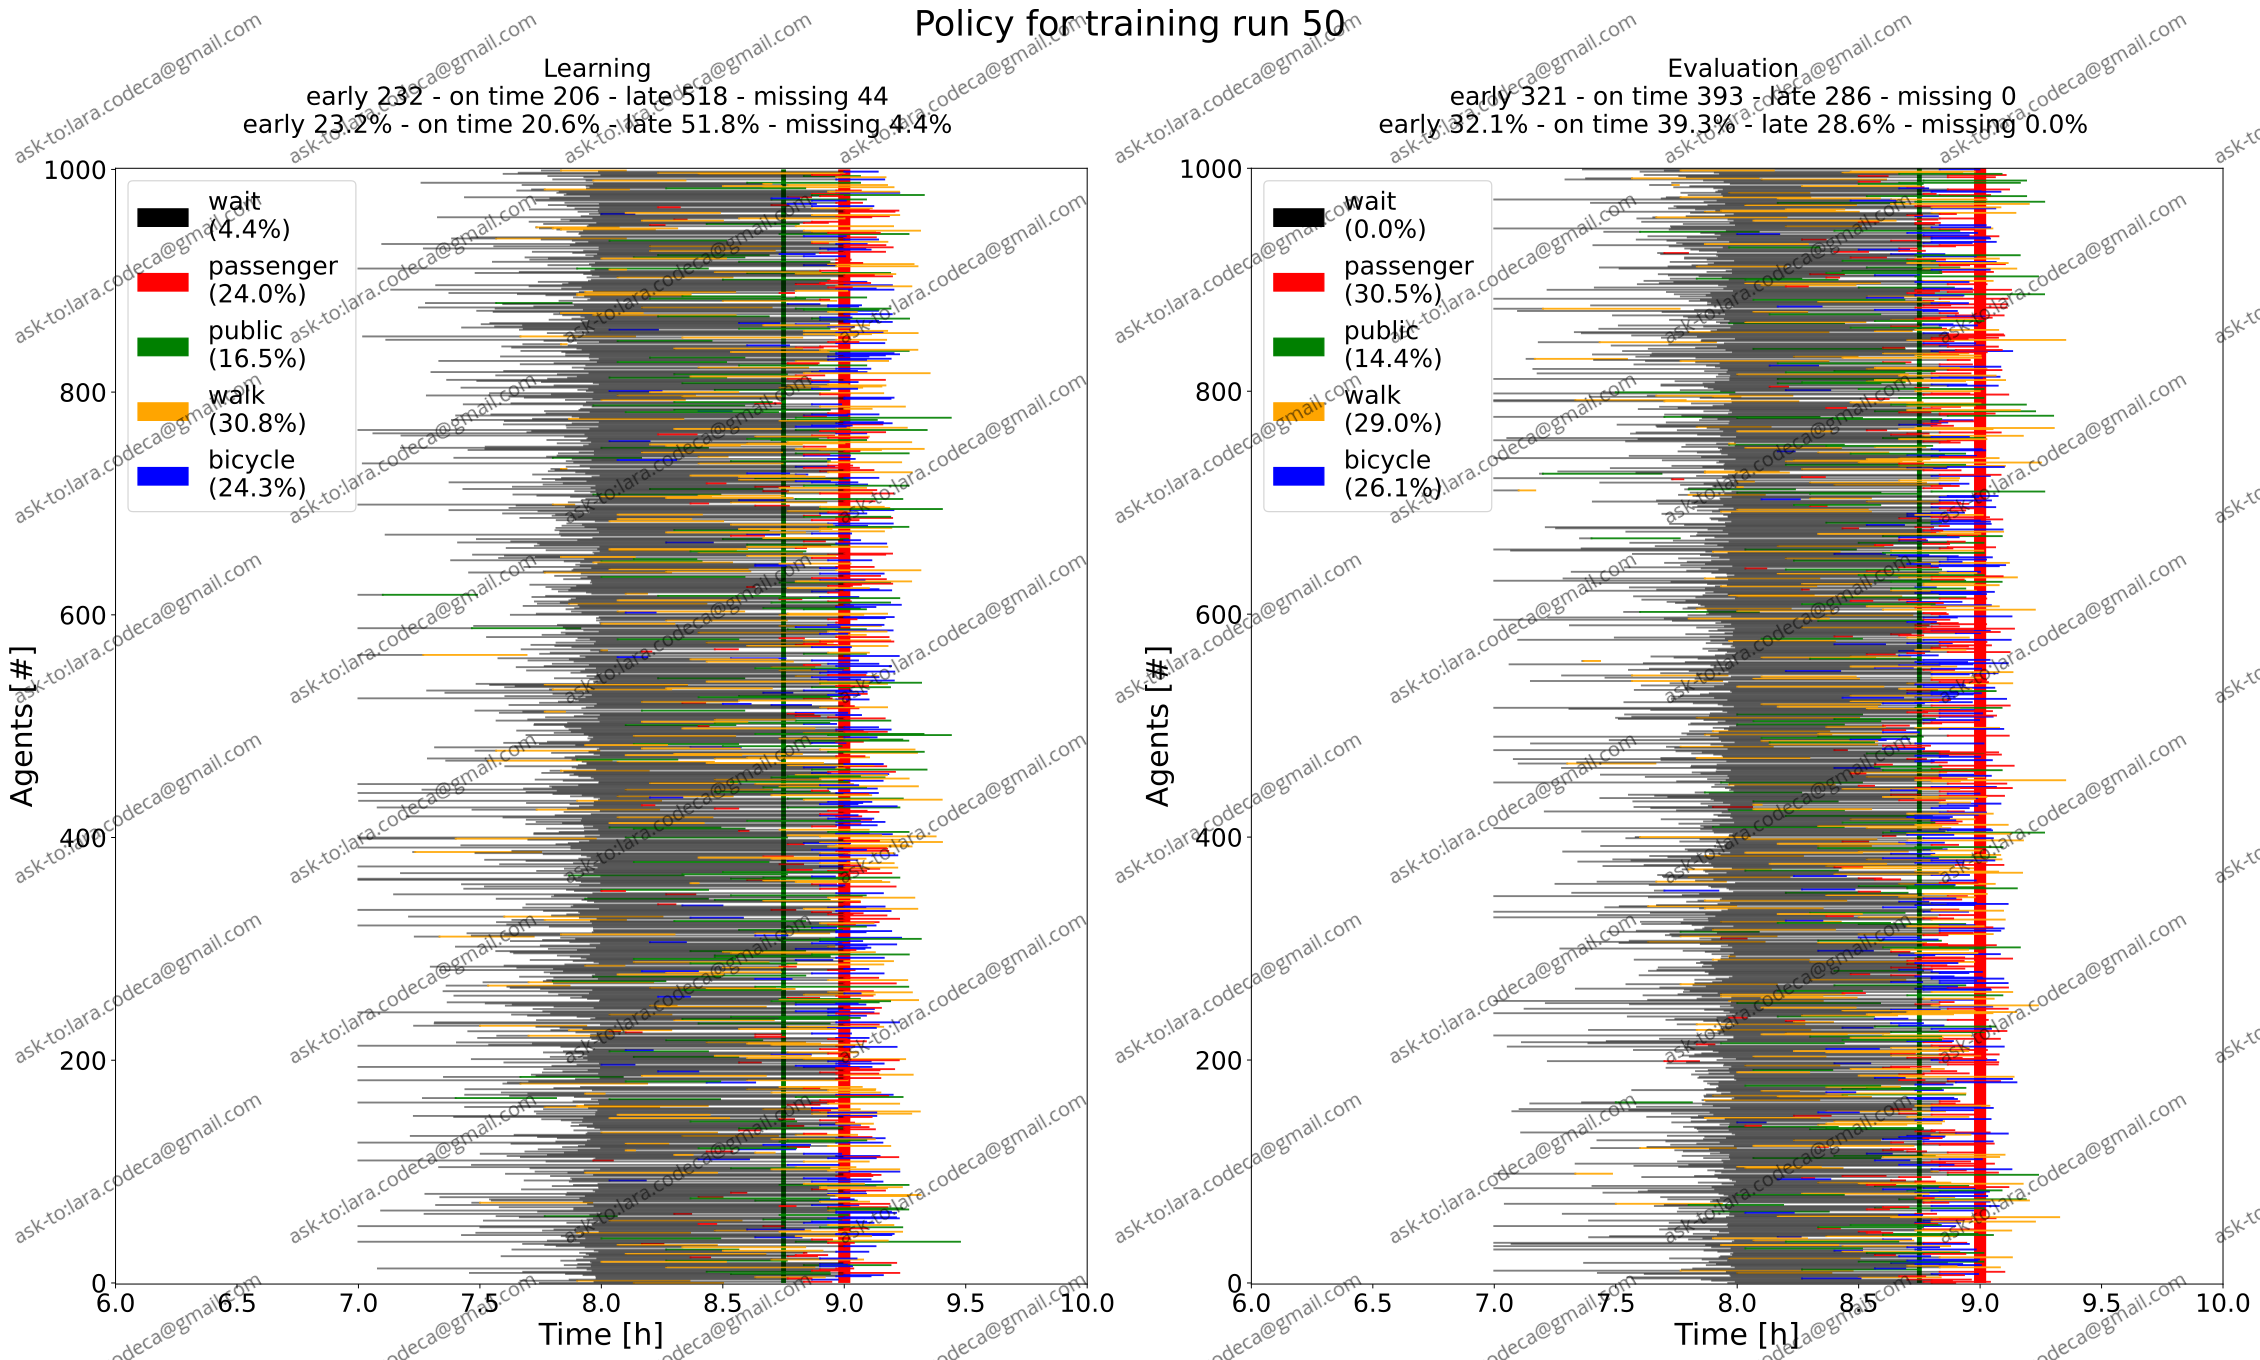 Policy for training run 50
Learning
early 232 - on time 206 - late 518 - missing 44
early 23.2% - on time 20.6% - late 51.8% - missing 4.4%
Evaluation
early 321 - on time 393 - late 286 - missing 0
early 32.1% - on time 39.3% - late 28.6% - missing 0.0%
1000
800
600
400
200
0
Agents [#]
wait
(4.4%)
passenger
(24.0%)
public
(16.5%)
walk
(30.8%)
bicycle
(24.3%)
6.0 6.5 7.0 7.5 8.0 8.5 9.0 9.5 10.0
Time [h]
1000
800
600
400
200
0
Agents [#]
wait
(0.0%)
passenger
(30.5%)
public
(14.4%)
walk
(29.0%)
bicycle
(26.1%)
6.0 6.5 7.0 7.5 8.0 8.5 9.0 9.5 10.0
Time [h]
ask-to:lara.codeca@gmail.com